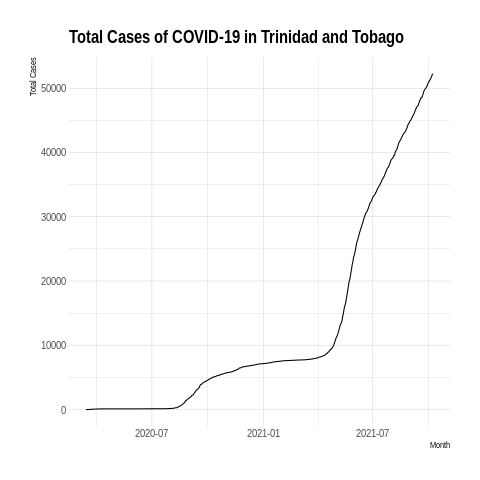 Total Cases of COVID-19 in Trinidad and Tobago
Total Cases
50000
40000
30000
20000
10000
0
2020-07 2021-01 2021-07
Month